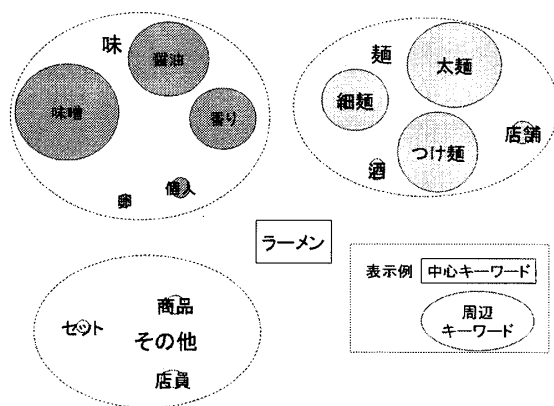 味
醤油
味噌
香り
卵
個人
麺
太麺
細麺
店舗
つけ麺
酒
ラーメン
表示例
中心キーワード
周辺
キーワード
商品
セット
その他
店員